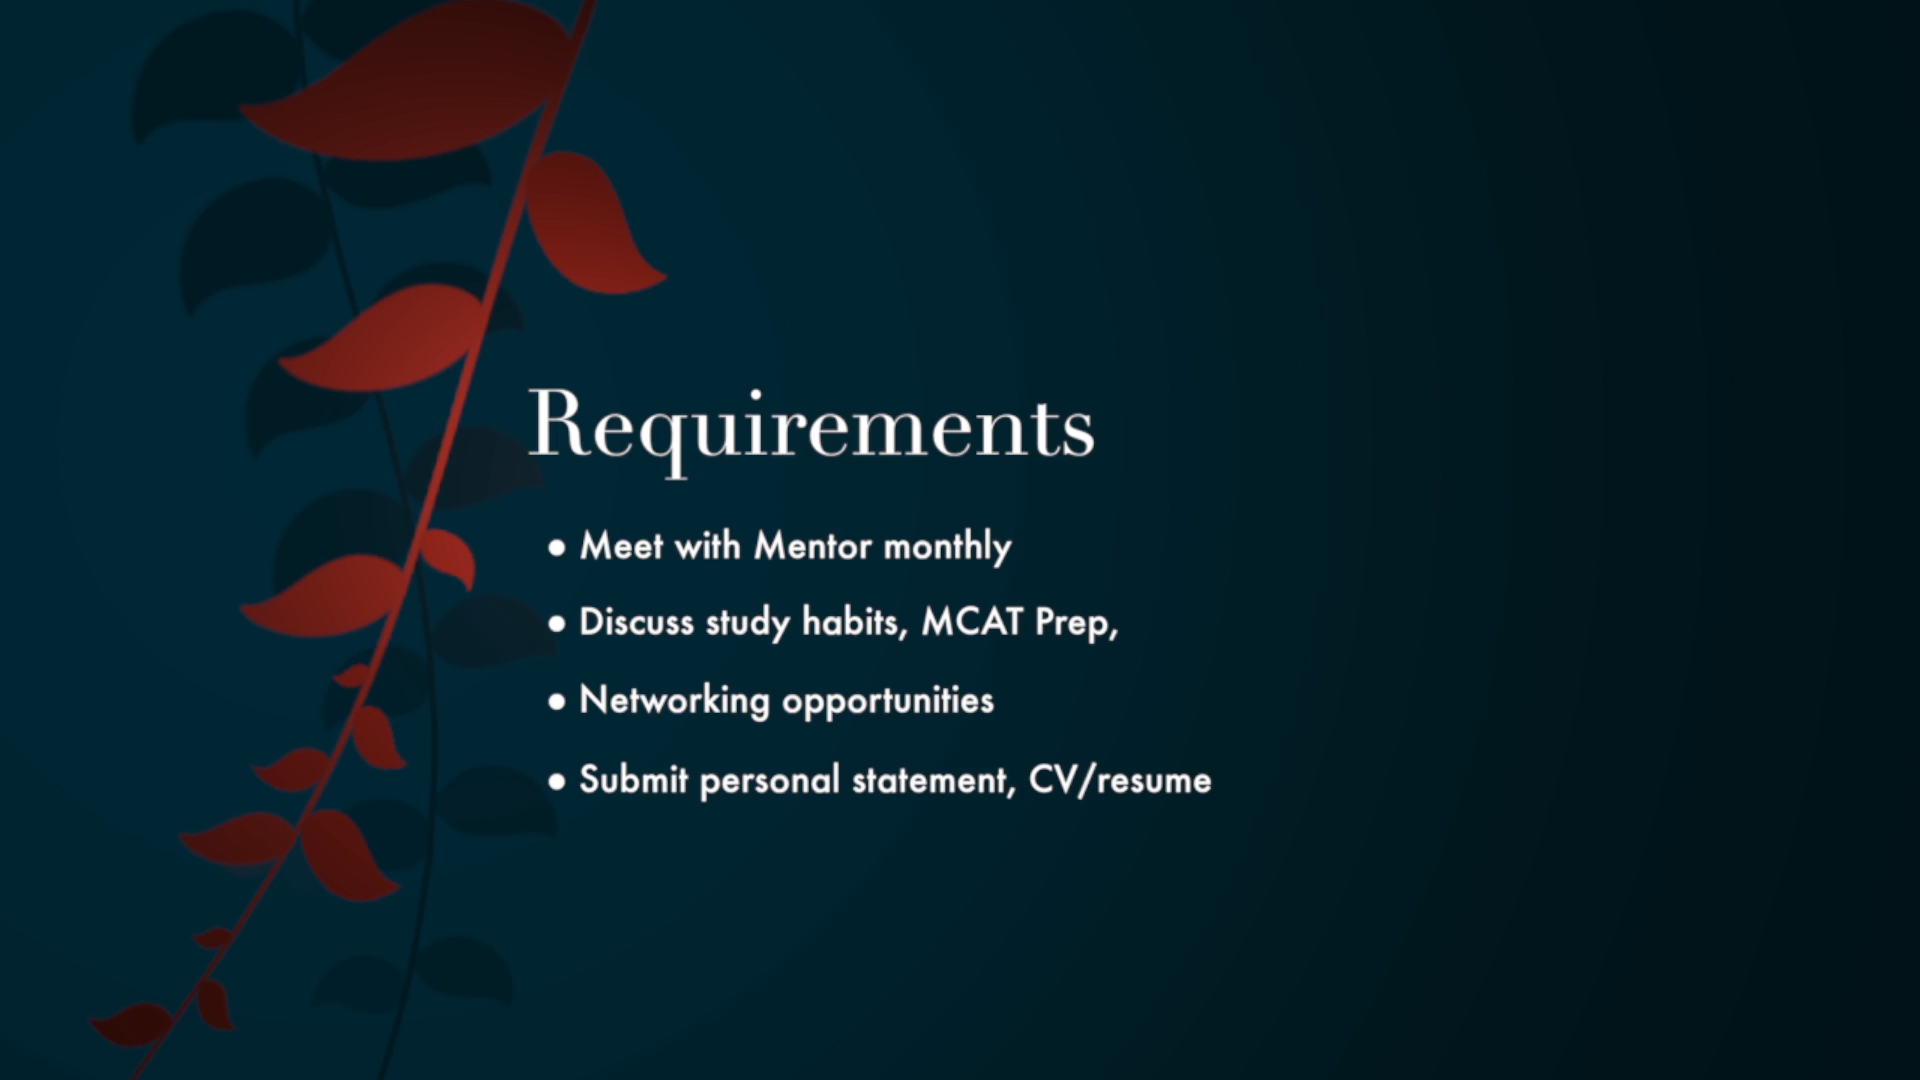 Requirements
• Meet with Mentor monthly
• Discuss study habits, MCAT Prep,
• Networking opportunities
• Submit personal statement, CV/resume